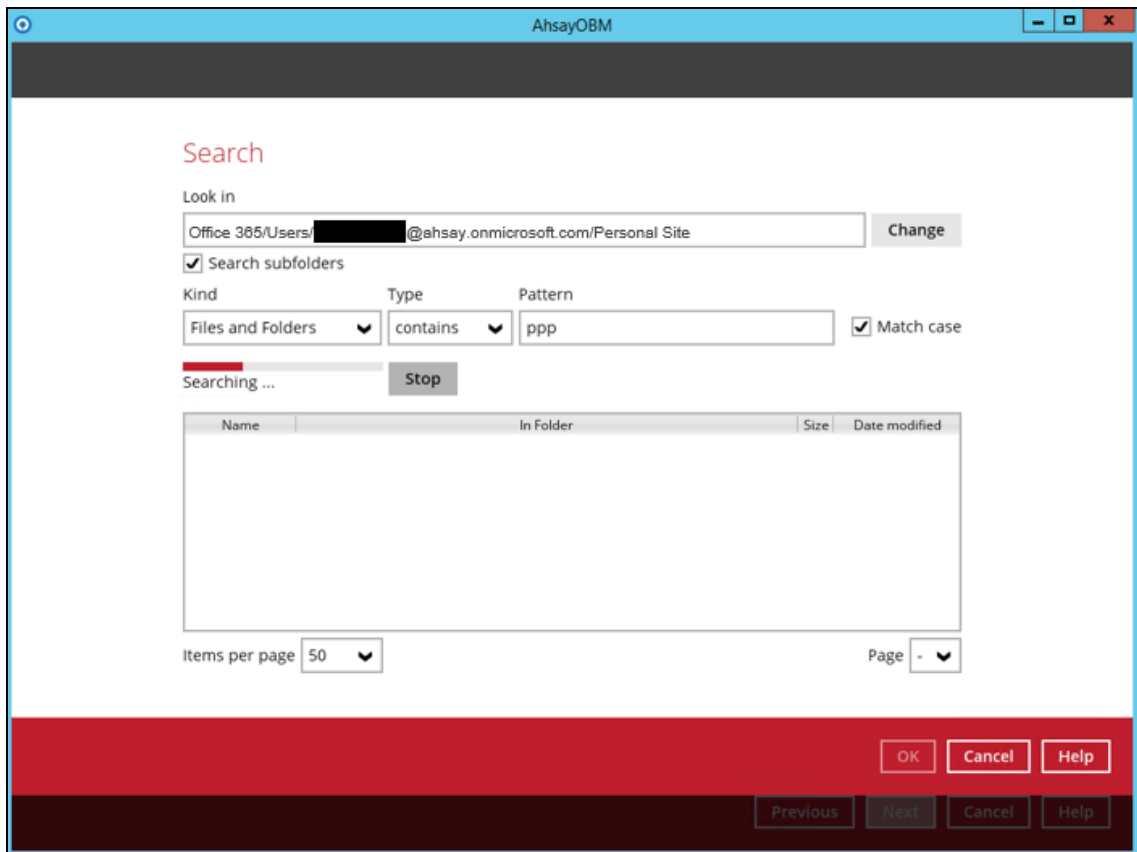 AhsayOBM
Search
Look in
Office 365/Users/ @ahsay.onmicrosoft.com/Personal Site Change
Search subfolders
Kind Type Pattern
Files and Folders contains ppp Match case
Searching ... Stop
Name In Folder Size Date modified
Items per page 50 Page -
OK Cancel Help
Previous Next Cancel Help